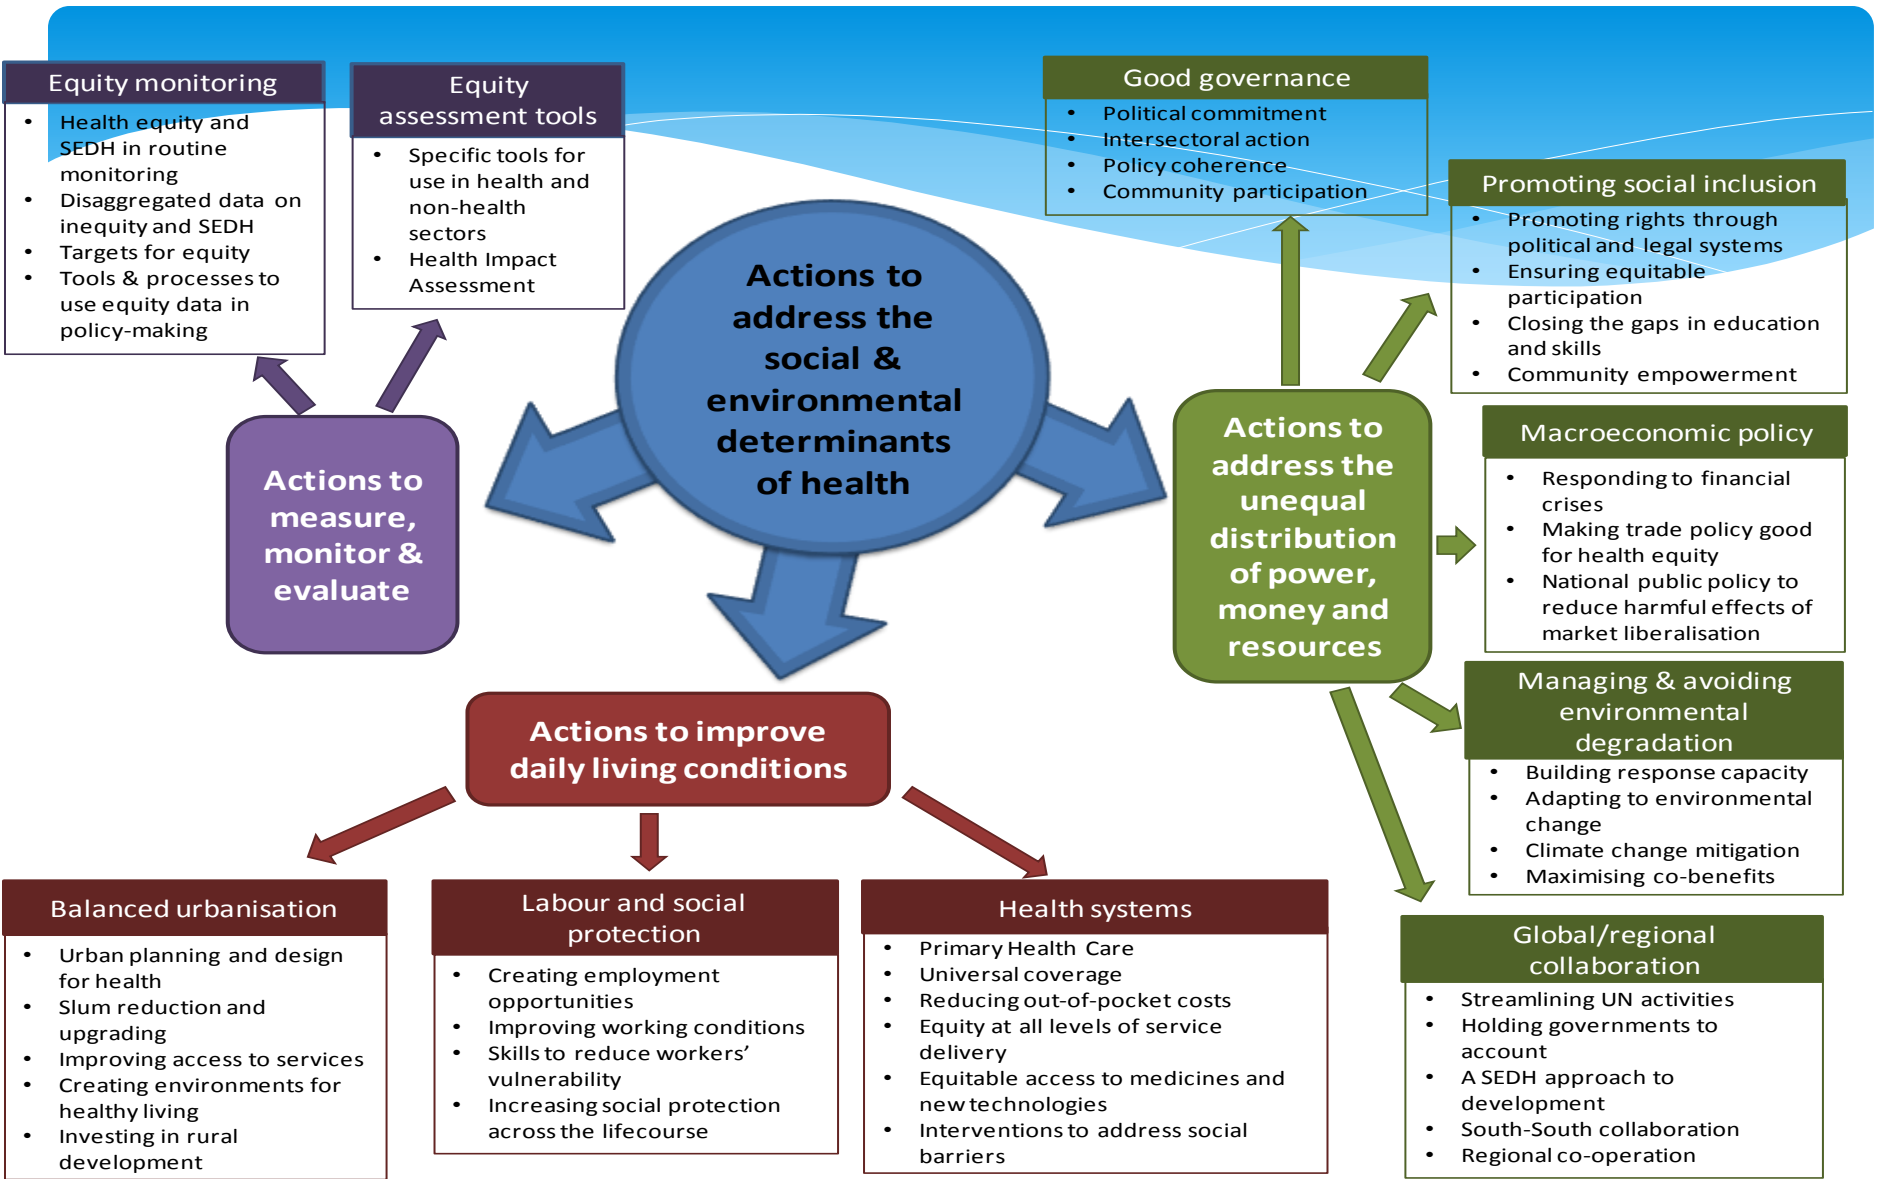 Equity monitoring
• Health equity and
SEDH in routine
monitoring
• Disaggregated data on
inequity and SEDH
• Targets for equity
• Tools & processes to
use equity data in
policy-making
Equity
assessment tools
• Specific tools for
use in health and
non-health
sectors
• Health Impact
Assessment
Actions to
measure,
monitor &
evaluate
Actions to
address the
social &
environmental
determinants
of health
Good governance
• Political commitment
• Intersectoral action
• Policy coherence
• Community participation
Promoting social inclusion
• Promoting rights through
political and legal systems
• Ensuring equitable
participation
• Closing the gaps in education
and skills
• Community empowerment
Actions to
address the
unequal
distribution
of power,
money and
resources
Macroeconomic policy
• Responding to financial
crises
• Making trade policy good
for health equity
• National public policy to
reduce harmful effects of
market liberalisation
Managing & avoiding
environmental
degradation
• Building response capacity
• Adapting to environmental
change
• Climate change mitigation
• Maximising co-benefits
Global/regional
collaboration
• Streamlining UN activities
• Holding governments to
account
• A SEDH approach to
development
• South-South collaboration
• Regional co-operation
Actions to improve
daily living conditions
Balanced urbanisation
• Urban planning and design
for health
• Slum reduction and
upgrading
• Improving access to services
• Creating environments for
healthy living
• Investing in rural
development
Labour and social
protection
• Creating employment
opportunities
• Improving working conditions
• Skills to reduce workers’
vulnerability
• Increasing social protection
across the lifecourse
Health systems
• Primary Health Care
• Universal coverage
• Reducing out-of-pocket costs
• Equity at all levels of service
delivery
• Equitable access to medicines and
new technologies
• Interventions to address social
barriers